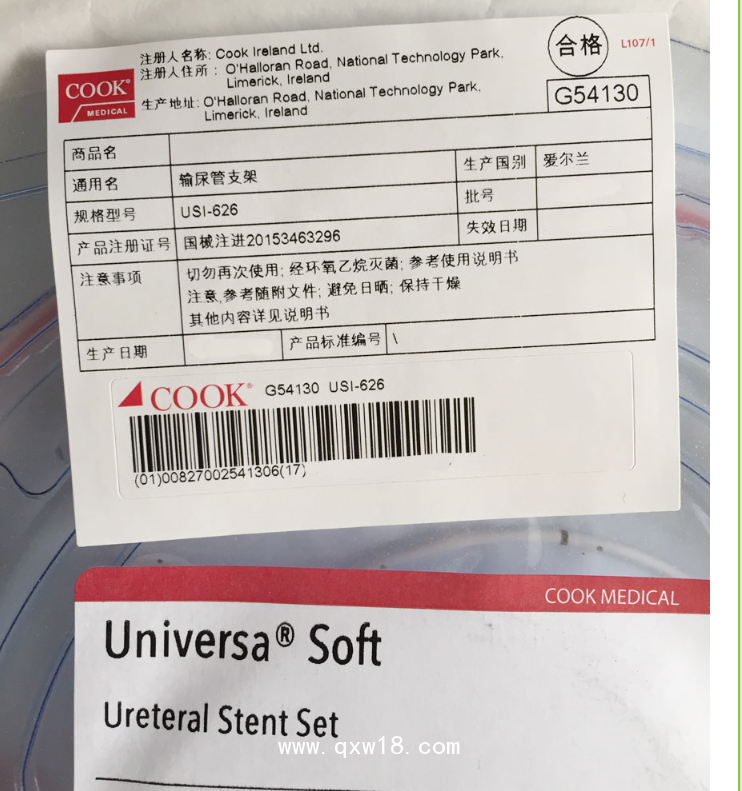 注册人名称: Cook Ireland Ltd.
注册人住所: O'Halloran Road, National Technology Park,
Limerick, Ireland
生产地址: O'Halloran Road, National Technology Park,
Limerick, Ireland
COOK®
MEDICAL
合格
L107/1
G54130
商品名
通用名 输尿管支架 生产国别 爱尔兰
规格型号 USI-626 批号
产品注册证号 国械注进20153463296 失效日期
注意事项 切勿再次使用; 经环氧乙烷灭菌; 参考使用说明书
注意,参考随附文件; 避免日晒; 保持干燥
其他内容详见说明书
生产日期 产品标准编号 \
COOK® G54130 USI-626
(01)00827002541306(17)
COOK MEDICAL
Universa® Soft
Ureteral Stent Set
www.qxw18.com